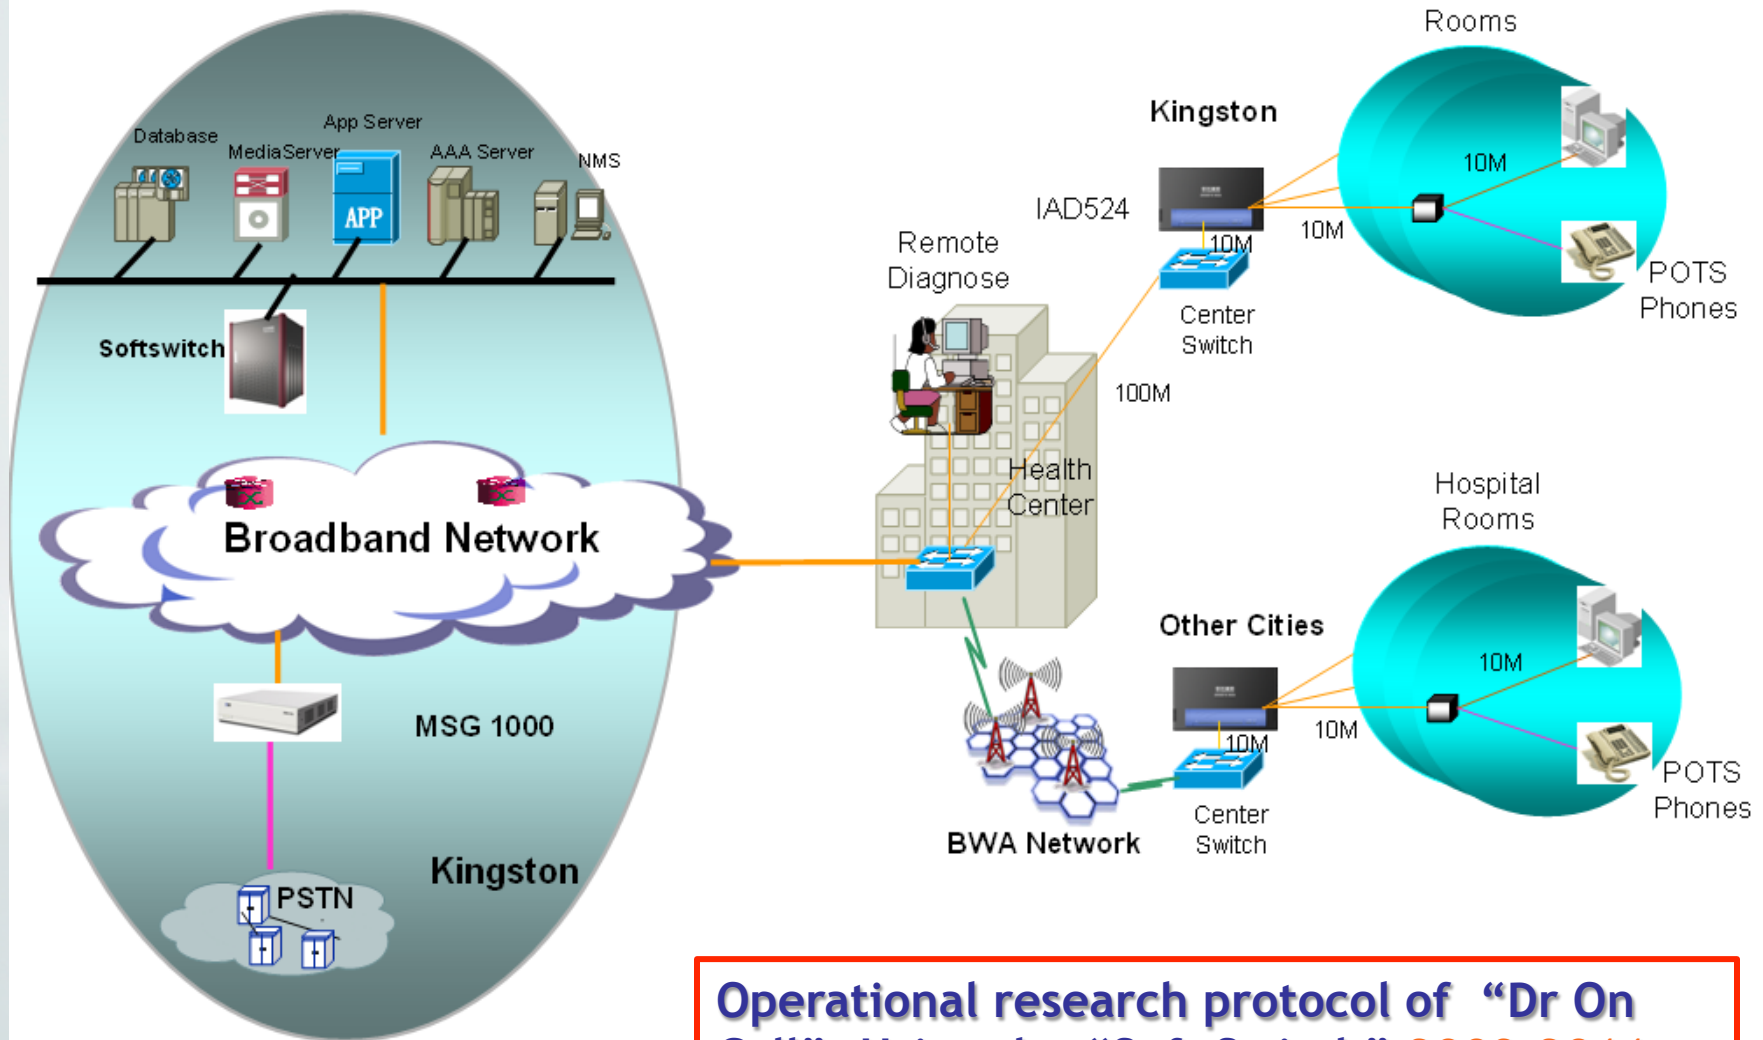 Database
MediaServer
App Server
AAA Server
NMS
APP
Softswitch
Broadband Network
MSG 1000
PSTN
Kingston
Remote
Diagnose
Health
Center
100M
Kingston
IAD524
10M
10M
Center
Switch
Rooms
10M
POTS
Phones
BWA Network
Other Cities
10M
10M
Center
Switch
Hospital
Rooms
10M
POTS
Phones
Operational research protocol of “Dr On